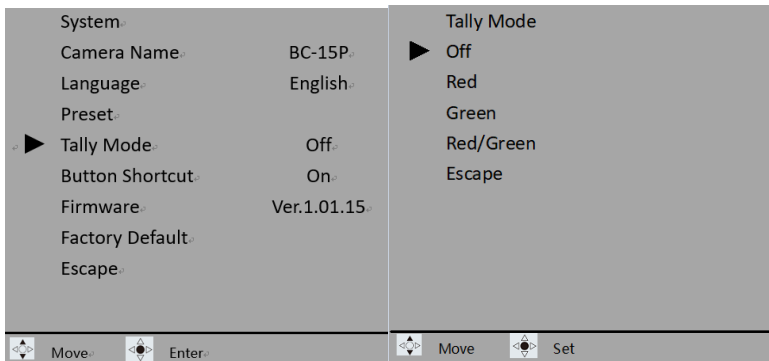 System
Camera Name BC-15P
Language English
Preset
Tally Mode Off
Button Shortcut On
Firmware Ver.1.01.15
Factory Default
Escape
Move Enter
Tally Mode
Off
Red
Green
Red/Green
Escape
Move Set